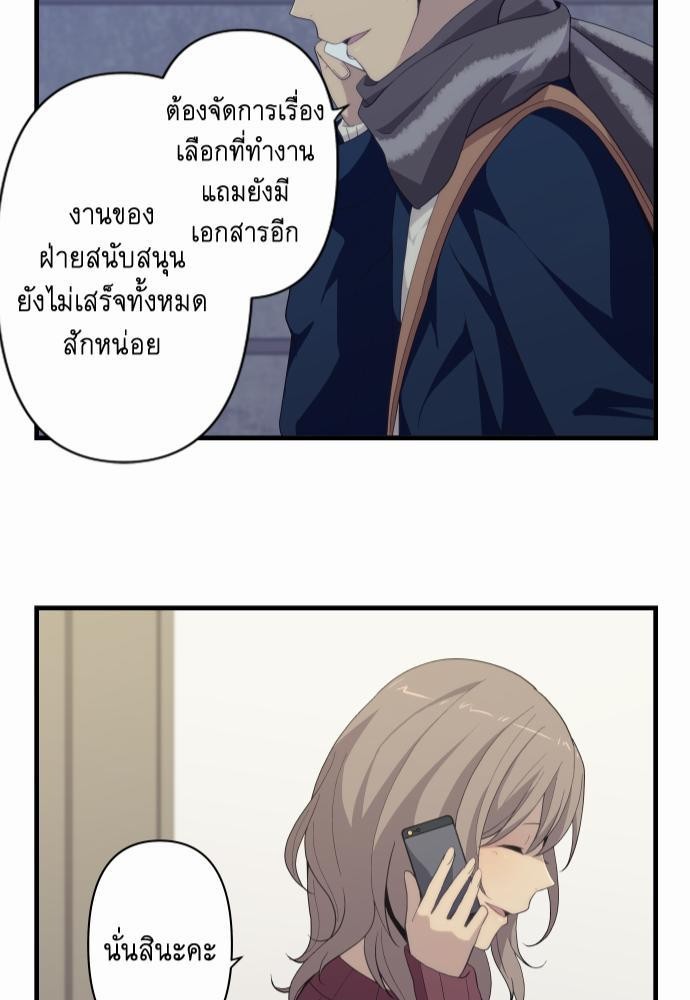 ต้องจัดการเรื่อง
เลือกที่ทำงาน
แถมยังมี
เอกสารอีก
งานของ
ฝ่ายสนับสนุน
ยังไม่เสร็จทั้งหมด
สักหน่อย
นั่นสินะคะ